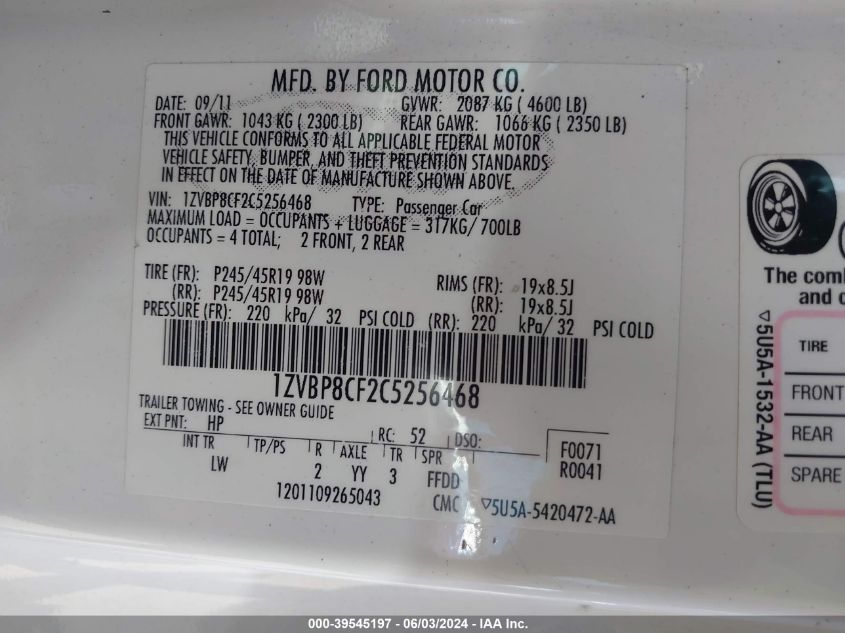 MFD. BY FORD MOTOR CO.
DATE: 09/11 GVWR: 2087 KG ( 4600 LB)
FRONT GAWR: 1043 KG ( 2300 LB) REAR GAWR: 1066 KG ( 2350 LB)
THIS VEHICLE CONFORMS TO ALL APPLICABLE FEDERAL MOTOR
VEHICLE SAFETY, BUMPER, AND THEFT PREVENTION STANDARDS
IN EFFECT ON THE DATE OF MANUFACTURE SHOWN ABOVE.
VIN: 1ZVBP8CF2C5256468 TYPE: Passenger Car
MAXIMUM LOAD = OCCUPANTS + LUGGAGE = 317KG/ 700LB
OCCUPANTS = 4 TOTAL; 2 FRONT, 2 REAR
TIRE (FR): P245/45R19 98W RIMS (FR): 19x8.5J
(RR): P245/45R19 98W (RR): 19x8.5J
PRESSURE (FR): 220 kPa/ 32 PSI COLD (RR): 220 kPa/ 32 PSI COLD
1ZVBP8CF2C5256468
TRAILER TOWING - SEE OWNER GUIDE
EXT PNT: HP RC: 52 DSO: F0071
INT TR TP/PS R AXLE TR SPR R0041
LW 2 YY 3 FFDD
1201109265043 CMC ▽5U5A-5420472-AA
The comb
and c
▽5U5A-1532-AA (TLU)
TIRE
FRONT
REAR
SPARE
000-39545197 - 06/03/2024 - IAA Inc.